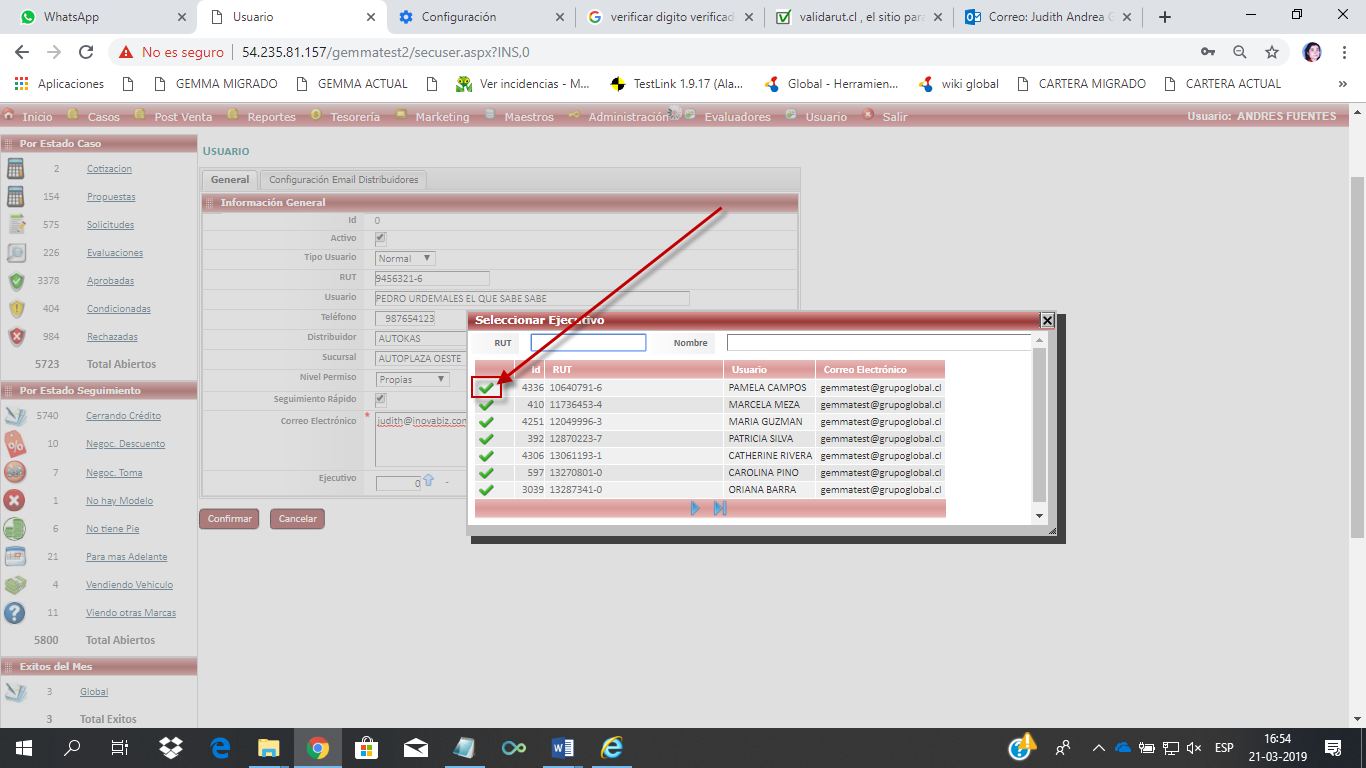 WhatsApp
Usuario
Configuración
verificar digito verificad
validarut.cl , el sitio para
Correo: Judith Andrea G
No es seguro | 54.235.81.157/gemmatest2/secuser.aspx?INS,0
Aplicaciones
GEMMA MIGRADO
GEMMA ACTUAL
Ver incidencias - M...
TestLink 1.9.17 (Ala...
Global - Herramien...
wiki global
CARTERA MIGRADO
CARTERA ACTUAL
»
Inicio Casos Post Venta Reportes Tesorería Marketing Maestros Administración Evaluadores Usuario Salir
Usuario: ANDRES FUENTES
Por Estado Caso
2 Cotizacion
154 Propuestas
575 Solicitudes
226 Evaluaciones
3378 Aprobadas
404 Condicionadas
984 Rechazadas
5723 Total Abiertos
Por Estado Seguimiento
5740 Cerrando Crédito
10 Negoc. Descuento
7 Negoc. Toma
1 No hay Modelo
6 No tiene Pie
21 Para mas Adelante
4 Vendiendo Vehiculo
11 Viendo otras Marcas
5800 Total Abiertos
Exitos del Mes
3 Global
3 Total Exitos
USUARIO
General
Configuración Email Distribuidores
Información General
Id 0
Activo
Tipo Usuario Normal
RUT 9456321-6
Usuario PEDRO URDEMALES EL QUE SABE SABE
Teléfono 987654123
Distribuidor AUTOKAS
Sucursal AUTOPLAZA OESTE
Nivel Permiso Propias
Seguimiento Rápido
Correo Electrónico * judith@inovabiz.com
Ejecutivo 0 -
Confirmar
Cancelar
Seleccionar Ejecutivo
RUT Nombre
Id RUT Usuario Correo Electrónico
4336 10640791-6 PAMELA CAMPOS gemmatest@grupoglobal.cl
410 11736453-4 MARCELA MEZA gemmatest@grupoglobal.cl
4251 12049996-3 MARIA GUZMAN gemmatest@grupoglobal.cl
392 12870223-7 PATRICIA SILVA gemmatest@grupoglobal.cl
4306 13061193-1 CATHERINE RIVERA gemmatest@grupoglobal.cl
597 13270801-0 CAROLINA PINO gemmatest@grupoglobal.cl
3039 13287341-0 ORIANA BARRA gemmatest@grupoglobal.cl
ESP
16:54
21-03-2019